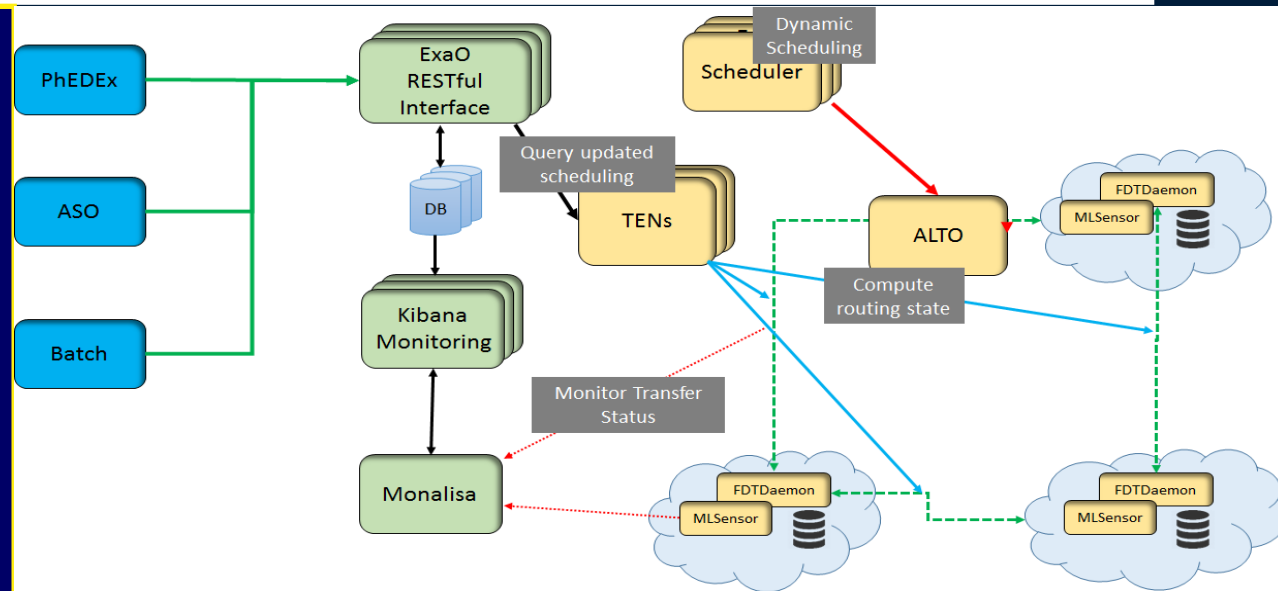 PhEDEx
ASO
Batch
ExaO
RESTful
Interface
DB
Kibana
Monitoring
Monalisa
Query updated
scheduling
TENs
Scheduler
Dynamic
Scheduling
ALTO
Compute
routing state
Monitor Transfer
Status
FDTDaemon
MLSensor
FDTDaemon
MLSensor
FDTDaemon
MLSensor